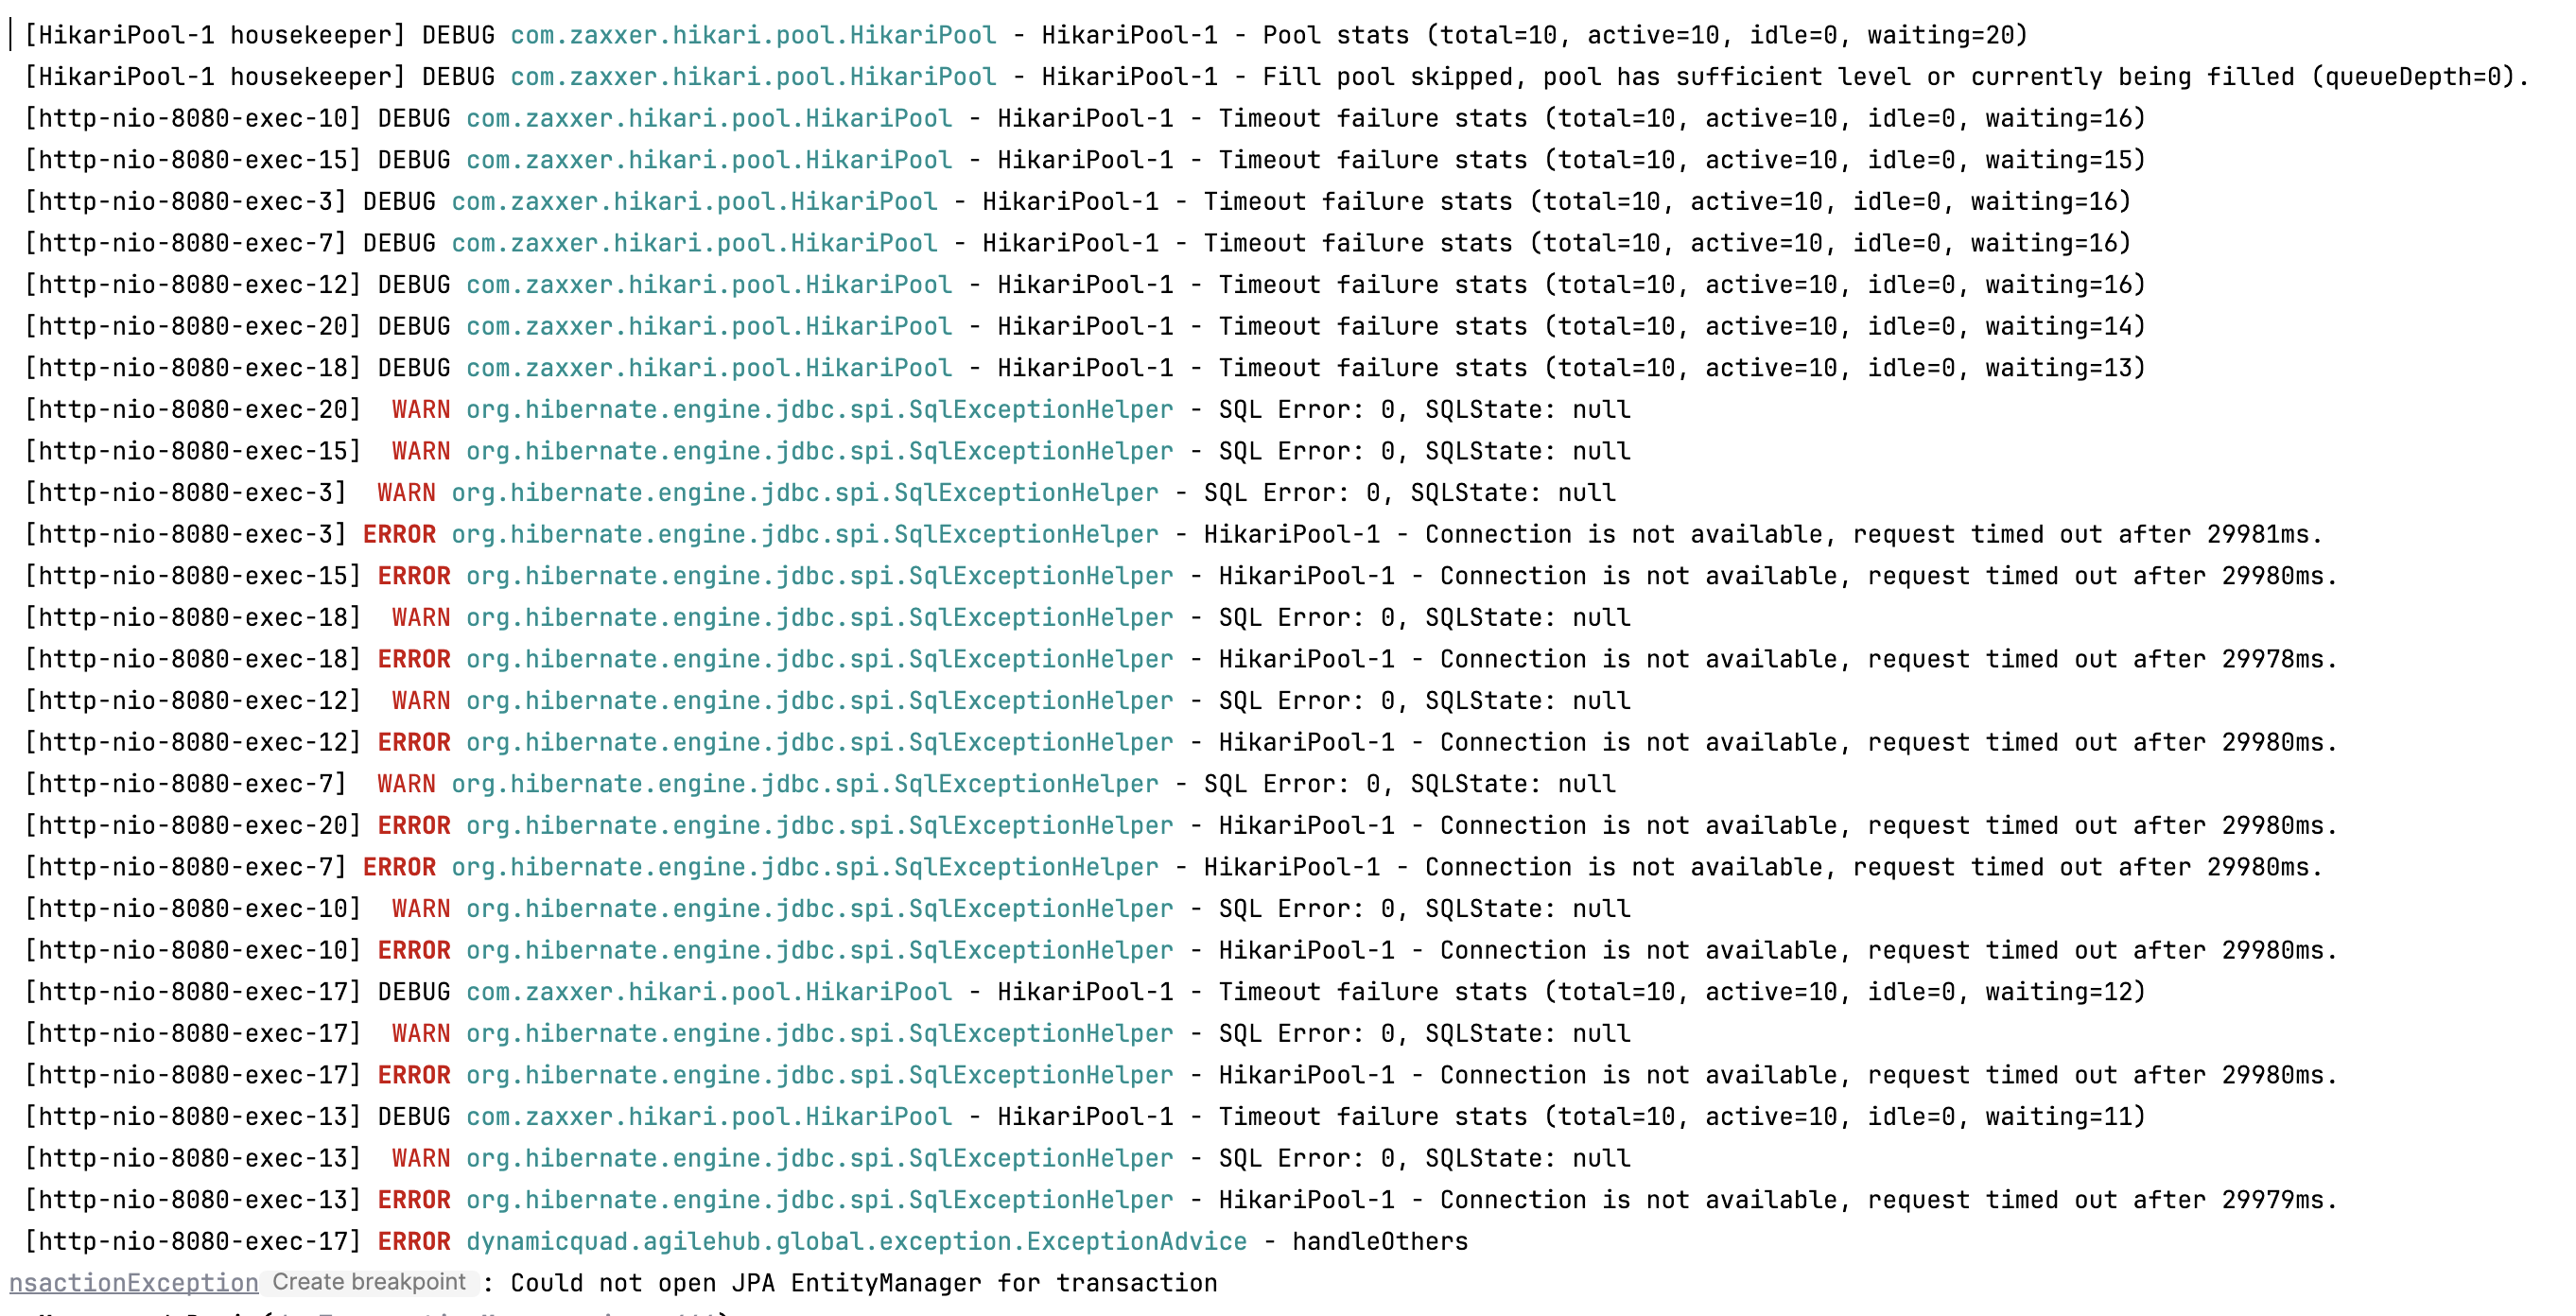 [HikariPool-1 housekeeper] DEBUG com.zaxxer.hikari.pool.HikariPool - HikariPool-1 - Pool stats (total=10, active=10, idle=0, waiting=20)
[HikariPool-1 housekeeper] DEBUG com.zaxxer.hikari.pool.HikariPool - HikariPool-1 - Fill pool skipped, pool has sufficient level or currently being filled (queueDepth=0).
[http-nio-8080-exec-10] DEBUG com.zaxxer.hikari.pool.HikariPool - HikariPool-1 - Timeout failure stats (total=10, active=10, idle=0, waiting=16)
[http-nio-8080-exec-15] DEBUG com.zaxxer.hikari.pool.HikariPool - HikariPool-1 - Timeout failure stats (total=10, active=10, idle=0, waiting=15)
[http-nio-8080-exec-3] DEBUG com.zaxxer.hikari.pool.HikariPool - HikariPool-1 - Timeout failure stats (total=10, active=10, idle=0, waiting=16)
[http-nio-8080-exec-7] DEBUG com.zaxxer.hikari.pool.HikariPool - HikariPool-1 - Timeout failure stats (total=10, active=10, idle=0, waiting=16)
[http-nio-8080-exec-12] DEBUG com.zaxxer.hikari.pool.HikariPool - HikariPool-1 - Timeout failure stats (total=10, active=10, idle=0, waiting=16)
[http-nio-8080-exec-20] DEBUG com.zaxxer.hikari.pool.HikariPool - HikariPool-1 - Timeout failure stats (total=10, active=10, idle=0, waiting=14)
[http-nio-8080-exec-18] DEBUG com.zaxxer.hikari.pool.HikariPool - HikariPool-1 - Timeout failure stats (total=10, active=10, idle=0, waiting=13)
[http-nio-8080-exec-20]  WARN org.hibernate.engine.jdbc.spi.SqlExceptionHelper - SQL Error: 0, SQLState: null
[http-nio-8080-exec-15]  WARN org.hibernate.engine.jdbc.spi.SqlExceptionHelper - SQL Error: 0, SQLState: null
[http-nio-8080-exec-3]  WARN org.hibernate.engine.jdbc.spi.SqlExceptionHelper - SQL Error: 0, SQLState: null
[http-nio-8080-exec-3] ERROR org.hibernate.engine.jdbc.spi.SqlExceptionHelper - HikariPool-1 - Connection is not available, request timed out after 29981ms.
[http-nio-8080-exec-15] ERROR org.hibernate.engine.jdbc.spi.SqlExceptionHelper - HikariPool-1 - Connection is not available, request timed out after 29980ms.
[http-nio-8080-exec-18]  WARN org.hibernate.engine.jdbc.spi.SqlExceptionHelper - SQL Error: 0, SQLState: null
[http-nio-8080-exec-18] ERROR org.hibernate.engine.jdbc.spi.SqlExceptionHelper - HikariPool-1 - Connection is not available, request timed out after 29978ms.
[http-nio-8080-exec-12]  WARN org.hibernate.engine.jdbc.spi.SqlExceptionHelper - SQL Error: 0, SQLState: null
[http-nio-8080-exec-12] ERROR org.hibernate.engine.jdbc.spi.SqlExceptionHelper - HikariPool-1 - Connection is not available, request timed out after 29980ms.
[http-nio-8080-exec-7]  WARN org.hibernate.engine.jdbc.spi.SqlExceptionHelper - SQL Error: 0, SQLState: null
[http-nio-8080-exec-20] ERROR org.hibernate.engine.jdbc.spi.SqlExceptionHelper - HikariPool-1 - Connection is not available, request timed out after 29980ms.
[http-nio-8080-exec-7] ERROR org.hibernate.engine.jdbc.spi.SqlExceptionHelper - HikariPool-1 - Connection is not available, request timed out after 29980ms.
[http-nio-8080-exec-10]  WARN org.hibernate.engine.jdbc.spi.SqlExceptionHelper - SQL Error: 0, SQLState: null
[http-nio-8080-exec-10] ERROR org.hibernate.engine.jdbc.spi.SqlExceptionHelper - HikariPool-1 - Connection is not available, request timed out after 29980ms.
[http-nio-8080-exec-17] DEBUG com.zaxxer.hikari.pool.HikariPool - HikariPool-1 - Timeout failure stats (total=10, active=10, idle=0, waiting=12)
[http-nio-8080-exec-17]  WARN org.hibernate.engine.jdbc.spi.SqlExceptionHelper - SQL Error: 0, SQLState: null
[http-nio-8080-exec-17] ERROR org.hibernate.engine.jdbc.spi.SqlExceptionHelper - HikariPool-1 - Connection is not available, request timed out after 29980ms.
[http-nio-8080-exec-13] DEBUG com.zaxxer.hikari.pool.HikariPool - HikariPool-1 - Timeout failure stats (total=10, active=10, idle=0, waiting=11)
[http-nio-8080-exec-13]  WARN org.hibernate.engine.jdbc.spi.SqlExceptionHelper - SQL Error: 0, SQLState: null
[http-nio-8080-exec-13] ERROR org.hibernate.engine.jdbc.spi.SqlExceptionHelper - HikariPool-1 - Connection is not available, request timed out after 29979ms.
[http-nio-8080-exec-17] ERROR dynamicquad.agilehub.global.exception.ExceptionAdvice - handleOthers
nsactionException Create breakpoint : Could not open JPA EntityManager for transaction